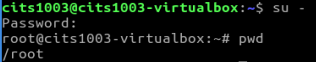 cits1003@cits1003-virtualbox:~$ su -
Password:
root@cits1003-virtualbox:~# pwd
/root